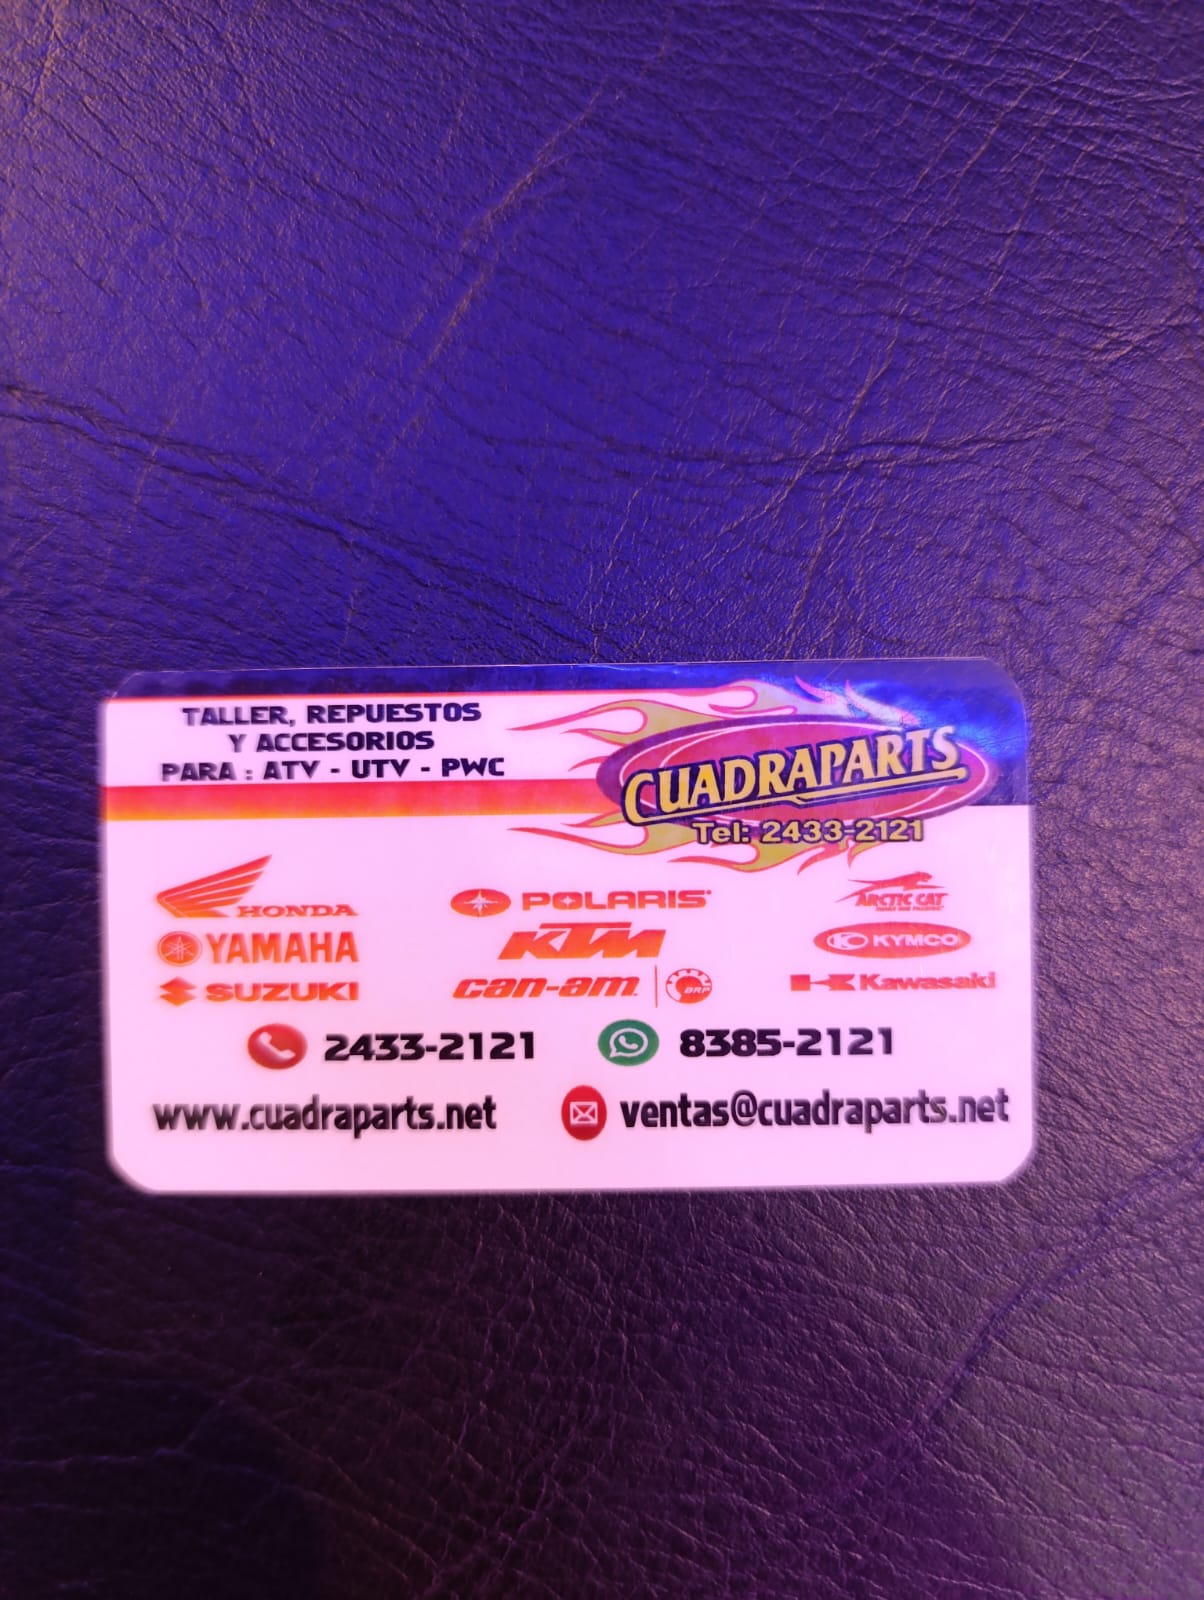 TALLER, REPUESTOS
Y ACCESORIOS
PARA : ATV - UTV - PWC
CUADRAPARTS
Tel: 2433-2121
HONDA
POLARIS
ARCTIC CAT
YAMAHA
KTM
KYMCO
SUZUKI
can-am
BRP
Kawasaki
2433-2121
8385-2121
www.cuadraparts.net
ventas@cuadraparts.net